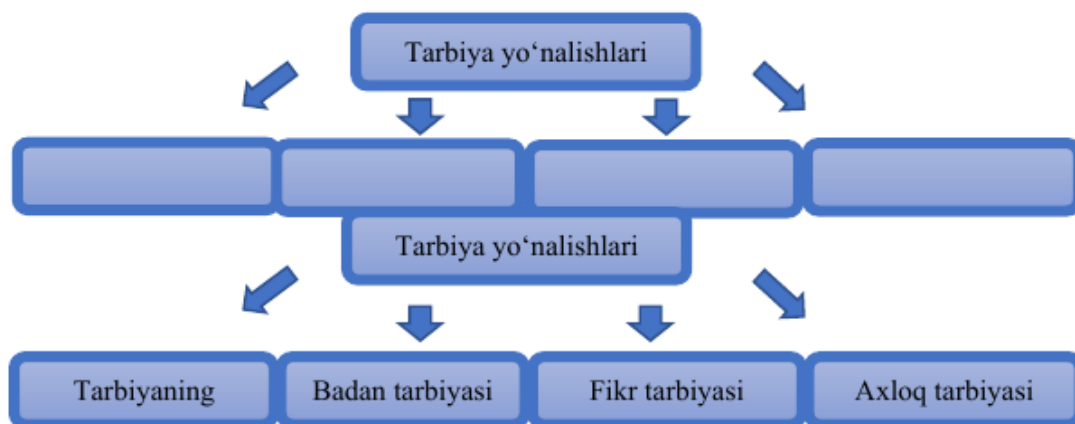 Tarbiya yo‘nalishlari
Tarbiya yo‘nalishlari
Tarbiyaning
Badan tarbiyasi
Fikr tarbiyasi
Axloq tarbiyasi